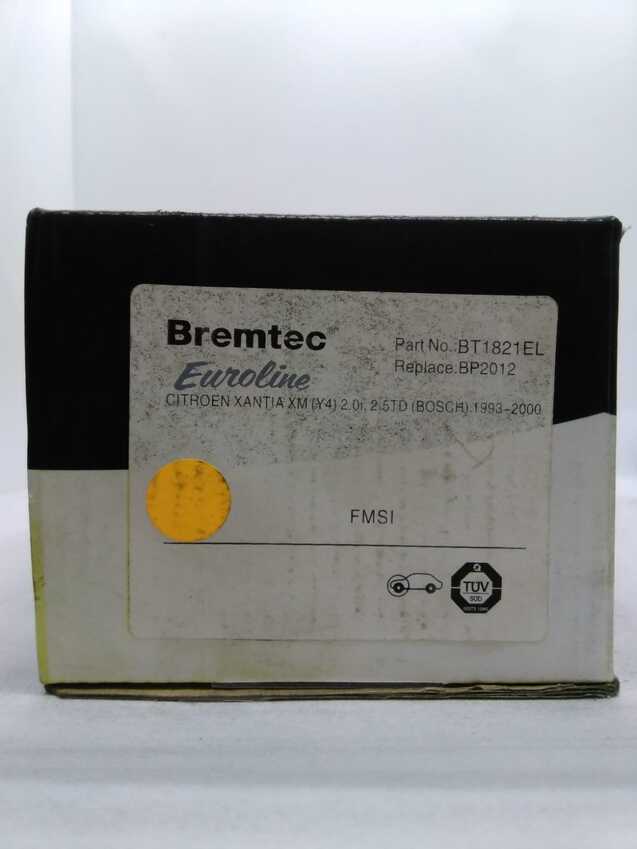 Bremtec
Part No.:BT1821EL
Replace.BP2012
Euroline
CITROEN XANTIA XM (Y4) 2.0i, 2.5TD (BOSCH).1993-2000
FMSI
TÜV
SÜD